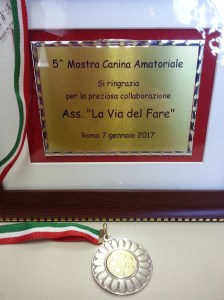 5^ Mostra Canina Amatoriale
Si ringrazia
per la preziosa collaborazione
Ass. "La Via del Fare"
Roma 7 gennaio 2017